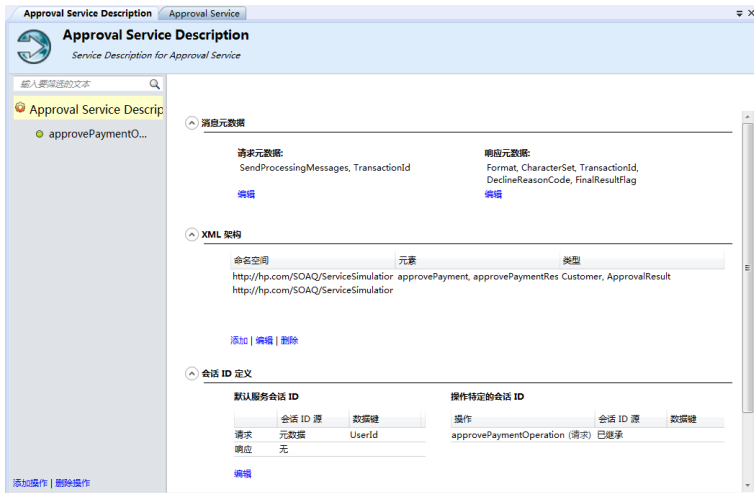 Approval Service Description Approval Service
Approval Service Description
Service Description for Approval Service
输入要筛选的文本
Approval Service Descrip
approvePaymentO...
消息元数据
请求元数据: 响应元数据:
SendProcessingMessages, TransactionId Format, CharacterSet, TransactionId,
DeclineReasonCode, FinalResultFlag
编辑 编辑
XML 架构
命名空间 元素 类型
http://hp.com/SOAQ/ServiceSimulation approvePayment, approvePaymentRes Customer, ApprovalResult
http://hp.com/SOAQ/ServiceSimulation
添加 | 编辑 | 删除
会话 ID 定义
默认服务会话 ID 操作特定的会话 ID
会话 ID 源 数据键 操作 会话 ID 源 数据键
请求 元数据 UserId approvePaymentOperation (请求) 已继承
响应 无
编辑
添加操作 | 删除操作